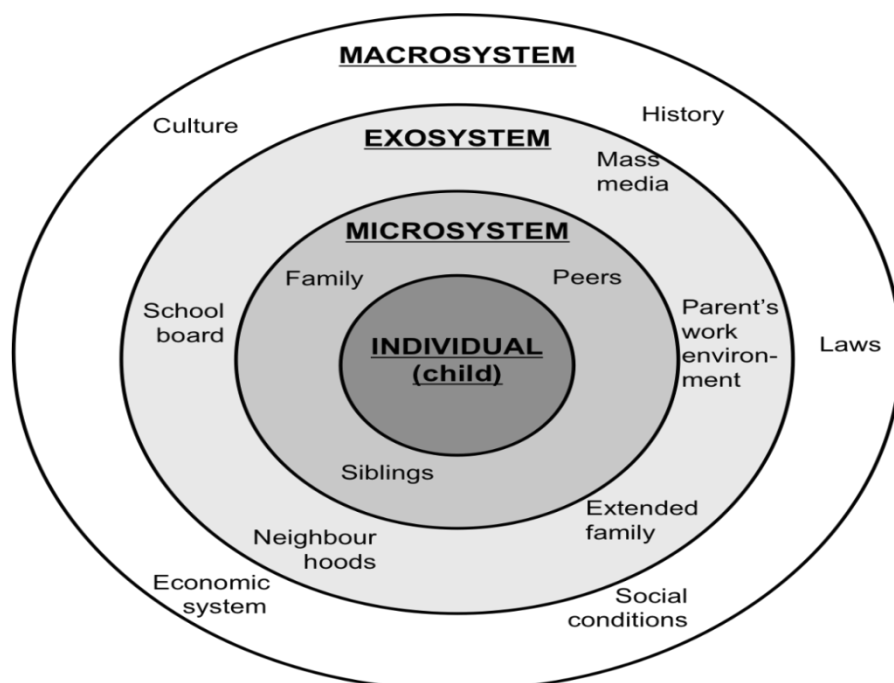 MACROSYSTEM
Culture
History
EXOSYSTEM
Mass
media
MICROSYSTEM
Family
Peers
School
board
Parent's
work
environ-
ment
Laws
INDIVIDUAL
(child)
Siblings
Extended
family
Neighbour
hoods
Economic
system
Social
conditions